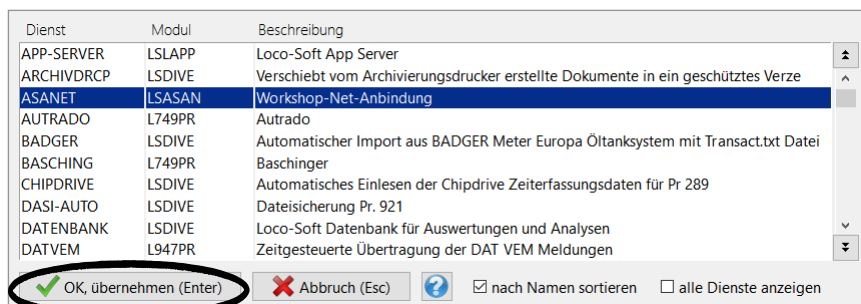 Dienst Modul Beschreibung
APP-SERVER LSLAPP Loco-Soft App Server
ARCHIVDRCP LSDIVE Verschiebt vom Archivierungsdrucker erstellte Dokumente in ein geschütztes Verze
ASANET LSASAN Workshop-Net-Anbindung
AUTRADO L749PR Autrado
BADGER LSDIVE Automatischer Import aus BADGER Meter Europa Öltanksystem mit Transact.txt Datei
BASCHING L749PR Baschinger
CHIPDRIVE LSDIVE Automatisches Einlesen der Chipdrive Zeiterfassungsdaten für Pr 289
DASI-AUTO LSDIVE Dateisicherung Pr. 921
DATENBANK LSDIVE Loco-Soft Datenbank für Auswertungen und Analysen
DATVEM L947PR Zeitgesteuerte Übertragung der DAT VEM Meldungen
OK, übernehmen (Enter) Abbruch (Esc) ? nach Namen sortieren alle Dienste anzeigen